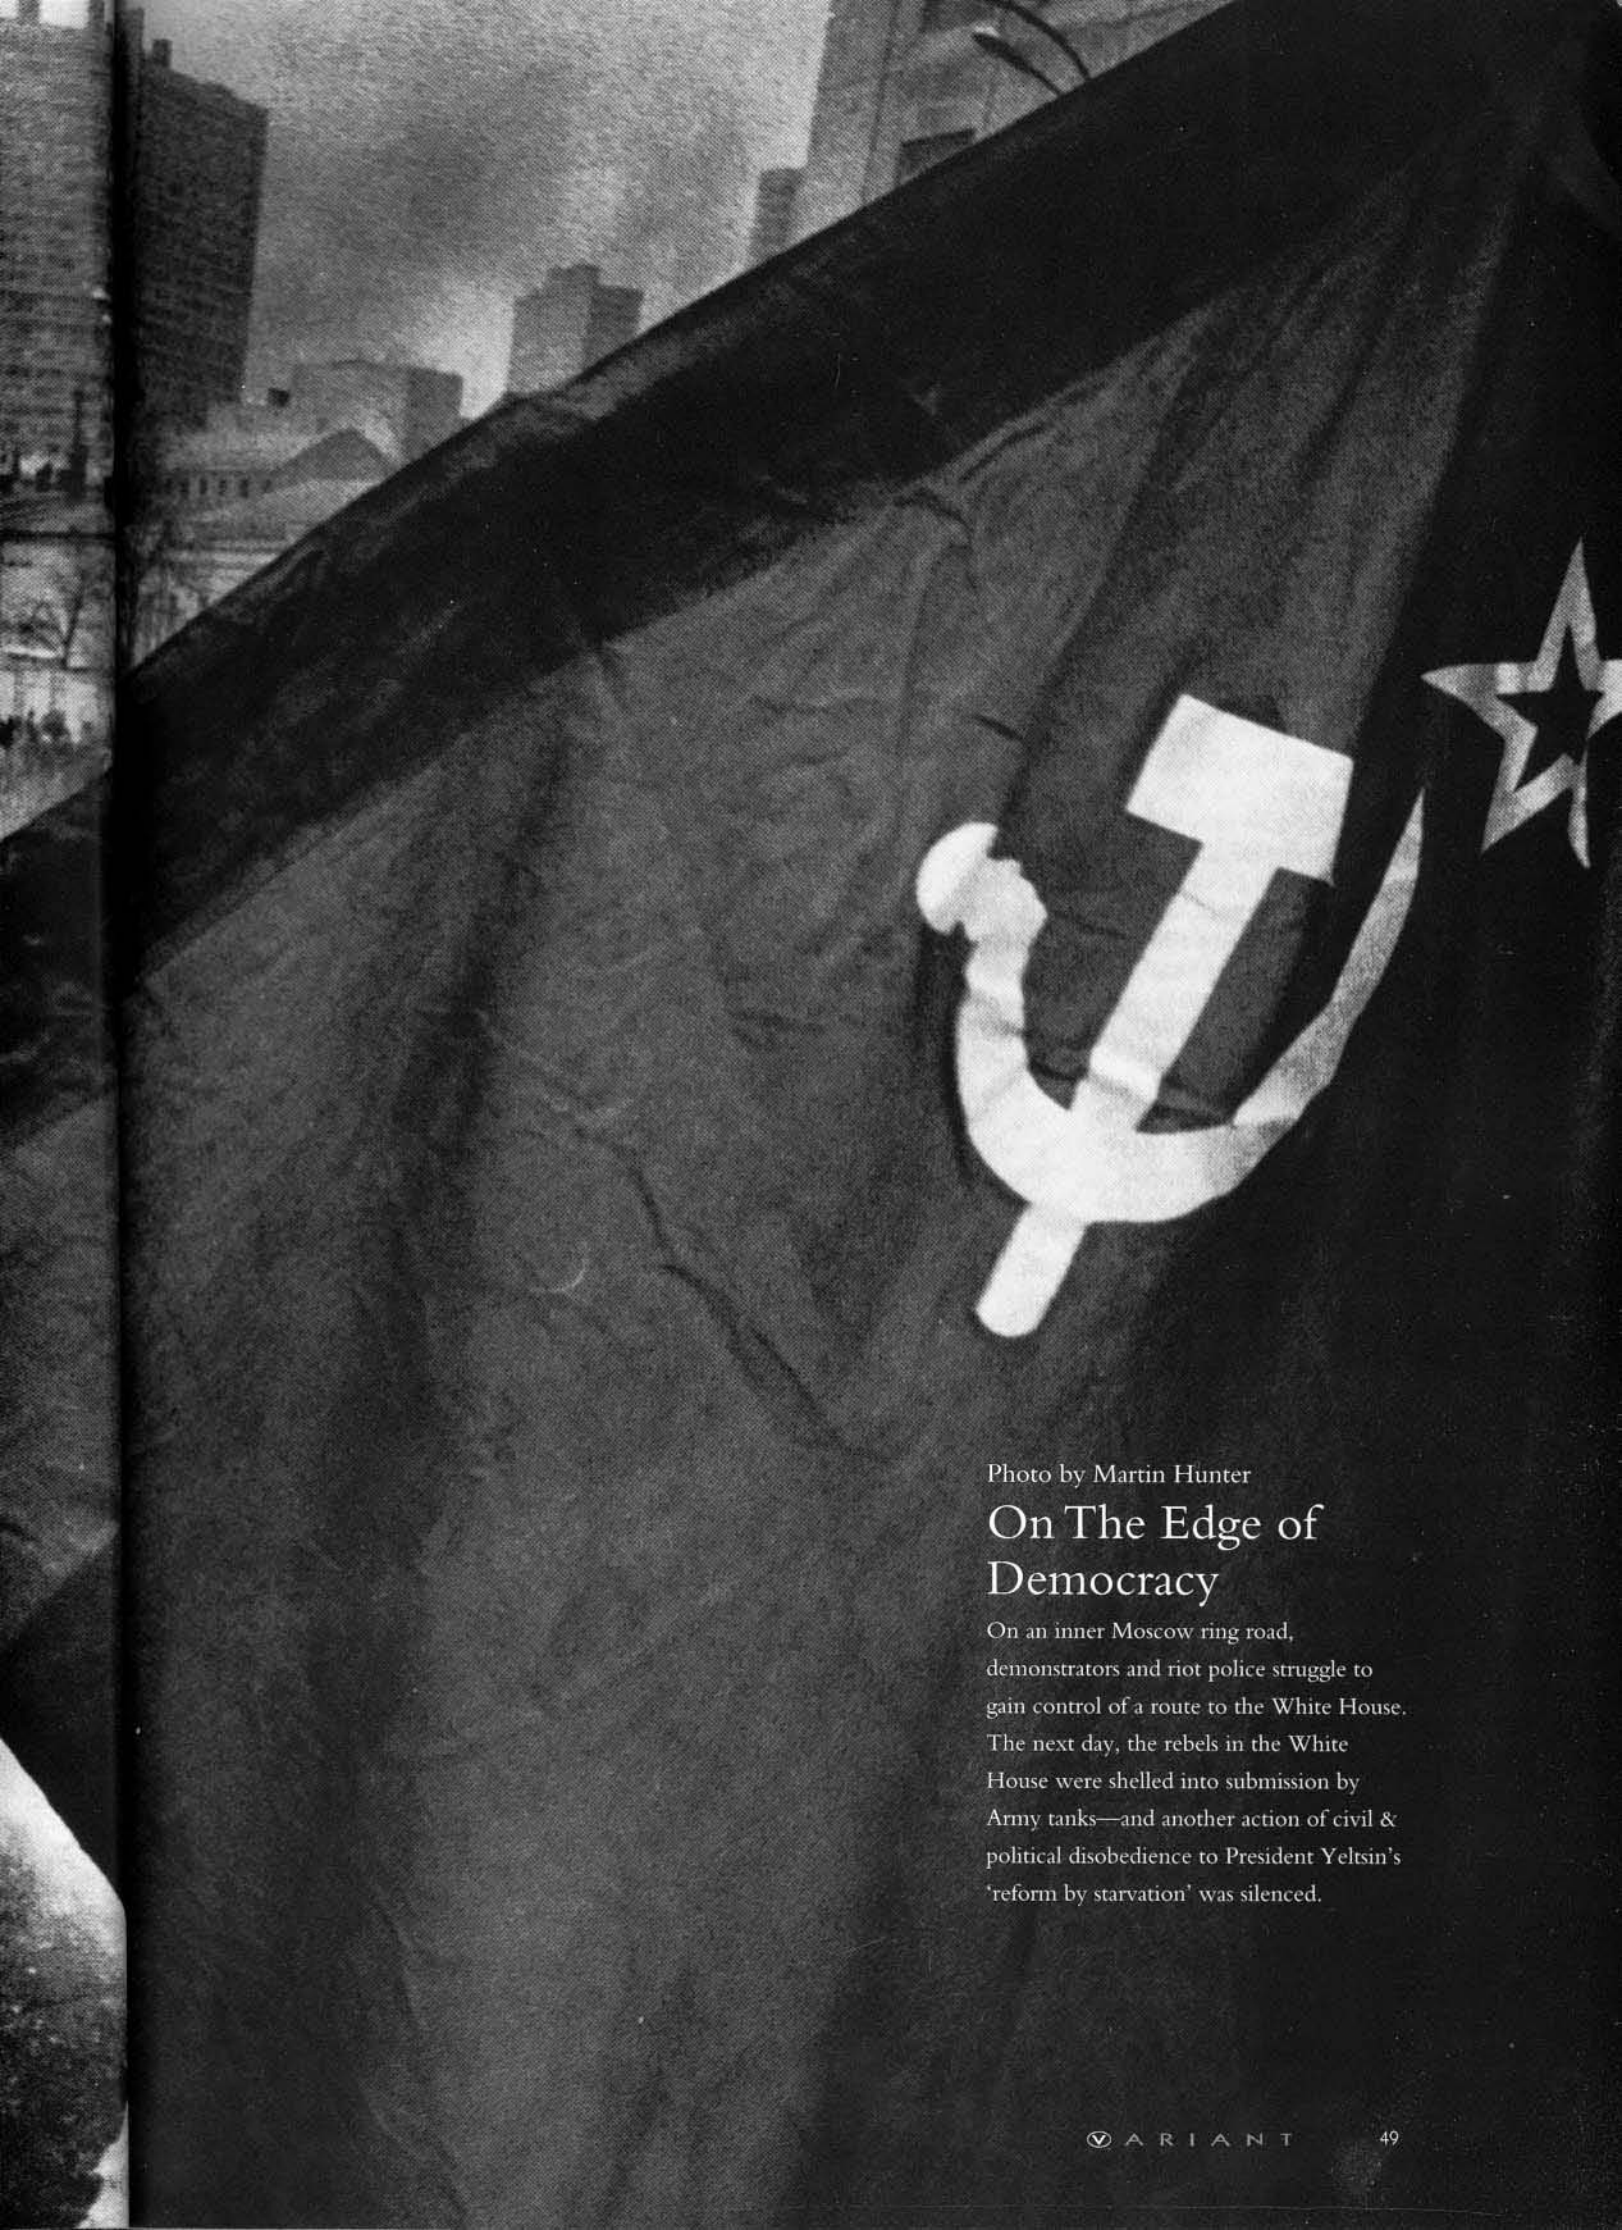 Photo by Martin Hunter
On The Edge of
Democracy
On an inner Moscow ring road,
demonstrators and riot police struggle to
gain control of a route to the White House.
The next day, the rebels in the White
House were shelled into submission by
Army tanks—and another action of civil &
political disobedience to President Yeltsin's
'reform by starvation' was silenced.
VARIANT 49